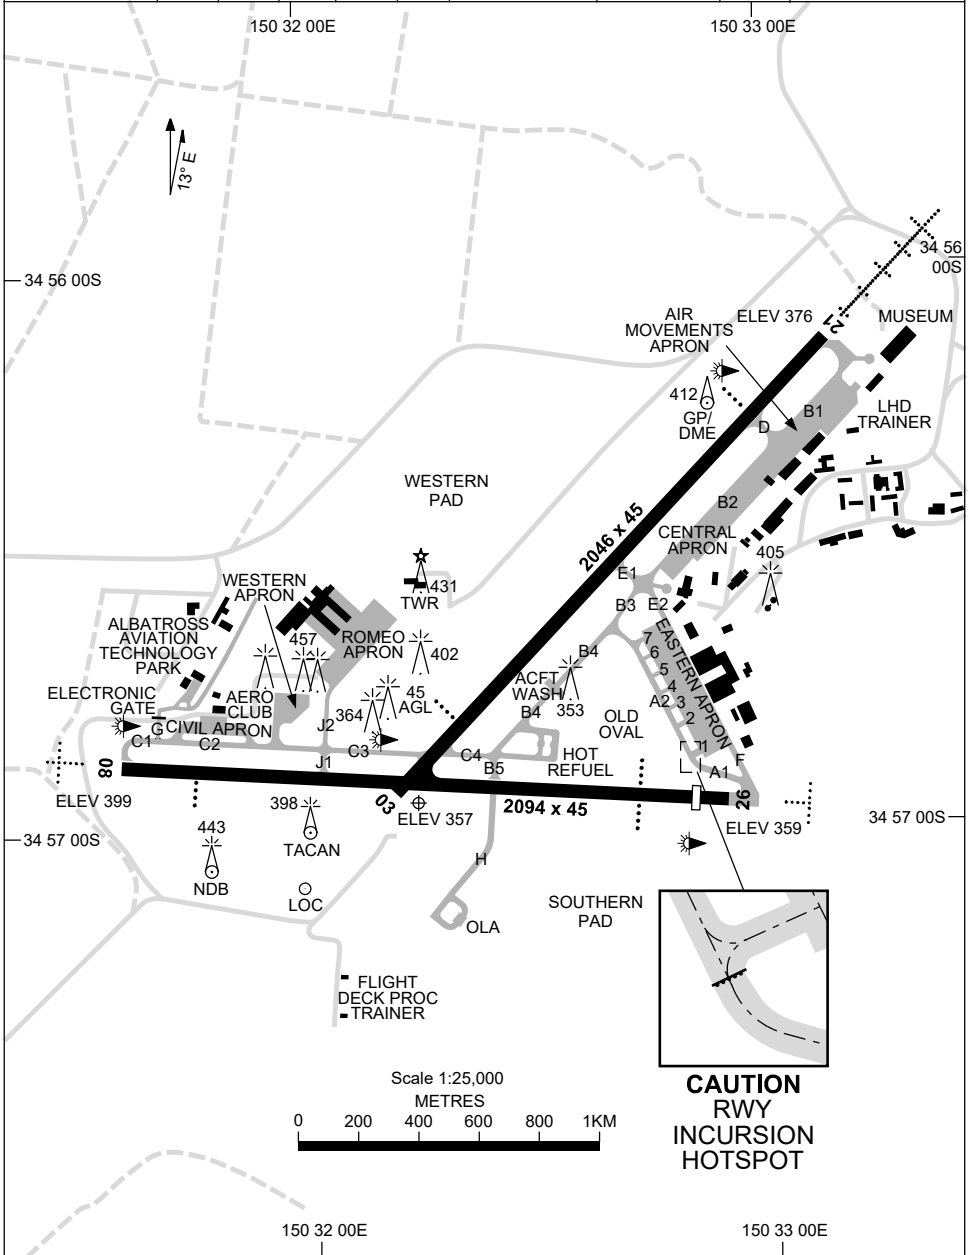 150 32 00E
150 33 00E
13° E
34 56 00S
34 56
00S
AIR
MOVEMENTS
APRON
ELEV 376
21
MUSEUM
412
GP/
DME
D
B1
LHD
TRAINER
WESTERN
PAD
B2
2046 x 45
CENTRAL
APRON
405
WESTERN
APRON
431
TWR
E1
B3
E2
ALBATROSS
AVIATION
TECHNOLOGY
PARK
457
ROMEO
APRON
402
EASTERN APRON
7
6
5
4
3
2
1
B4
ACFT
WASH
353
B4
A2
ELECTRONIC
GATE
AERO
CLUB
45
AGL
364
OLD
OVAL
G
CIVIL APRON
C1
C2
J2
C3
J1
C4
B5
HOT
REFUEL
A1
F
08
03
26
ELEV 399
398
ELEV 357
2094 x 45
ELEV 359
34 57 00S
34 57 00S
443
TACAN
NDB
LOC
H
OLA
SOUTHERN
PAD
FLIGHT
DECK PROC
TRAINER
CAUTION
RWY
INCURSION
HOTSPOT
Scale 1:25,000
METRES
0 200 400 600 800 1KM
150 32 00E
150 33 00E